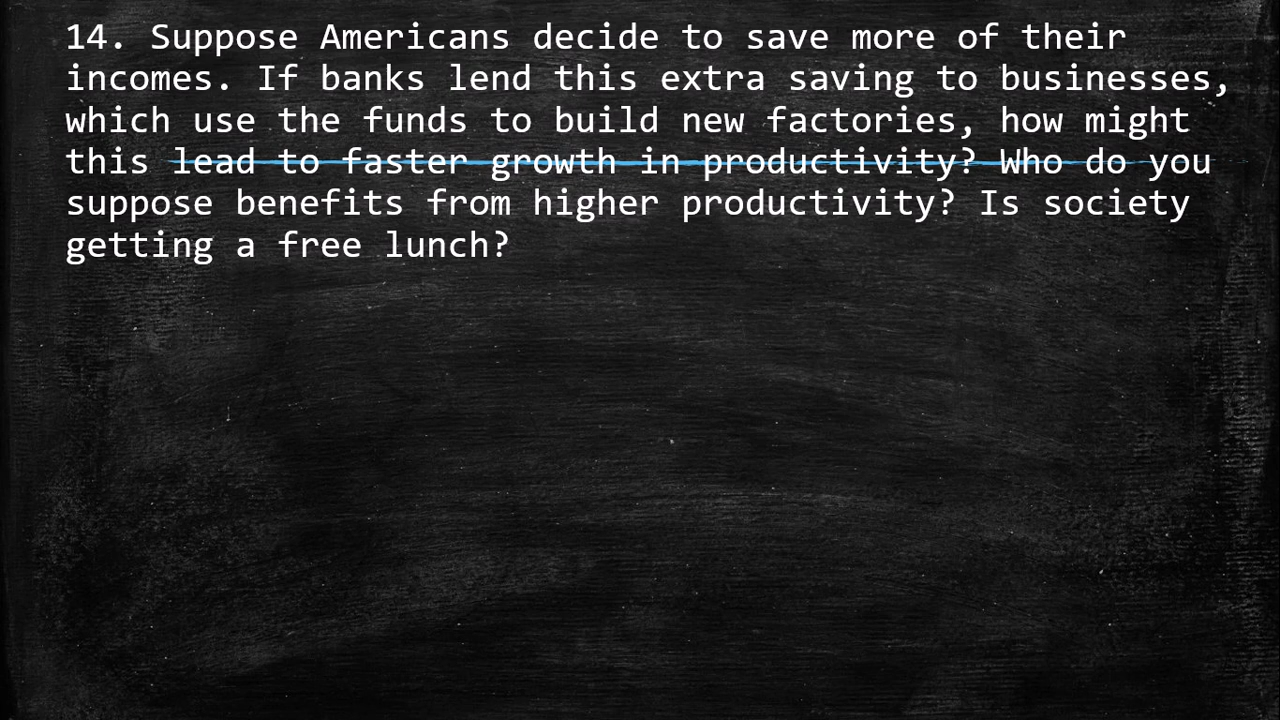 14. Suppose Americans decide to save more of their
incomes. If banks lend this extra saving to businesses,
which use the funds to build new factories, how might
this lead to faster growth in productivity? Who do you
suppose benefits from higher productivity? Is society
getting a free lunch?